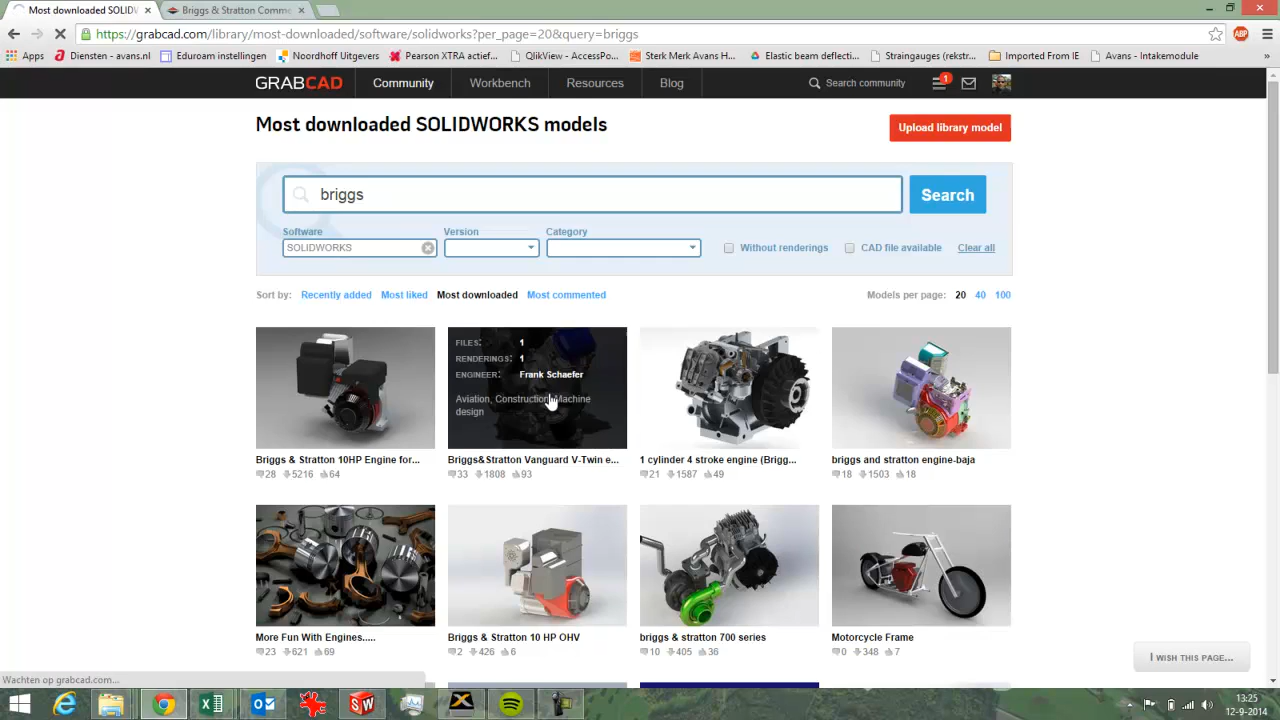 Most downloaded SOLIDV
Briggs & Stratton Comme
https://grabcad.com/library/most-downloaded/software/solidworks?per_page=20&query=briggs
ABP
Apps
Diensten - avans.nl
Eduroam instellingen
Noordhoff Uitgevers
Pearson XTRA actief...
QlikView - AccessPo...
Sterk Merk Avans H...
Elastic beam deflecti...
Straingauges (rekstr...
Imported From IE
Avans - Intakemodule
GRABCAD
Community
Workbench
Resources
Blog
Search community
1
Most downloaded SOLIDWORKS models
Upload library model
briggs
Search
Software
Version
Category
SOLIDWORKS
Without renderings
CAD file available
Clear all
Sort by:
Recently added
Most liked
Most downloaded
Most commented
Models per page:
20
40
100
FILES: 1
RENDERINGS: 1
ENGINEER: Frank Schaefer
Aviation, Construction, Machine
design
Briggs & Stratton 10HP Engine for...
28 5216 64
Briggs&Stratton Vanguard V-Twin e...
33 1808 93
1 cylinder 4 stroke engine (Brigg...
21 1587 49
briggs and stratton engine-baja
18 1503 18
More Fun With Engines.....
23 621 69
Briggs & Stratton 10 HP OHV
2 426 6
briggs & stratton 700 series
10 405 36
Motorcycle Frame
0 348 7
I WISH THIS PAGE...
Wachten op grabcad.com...
13:25
12-9-2014